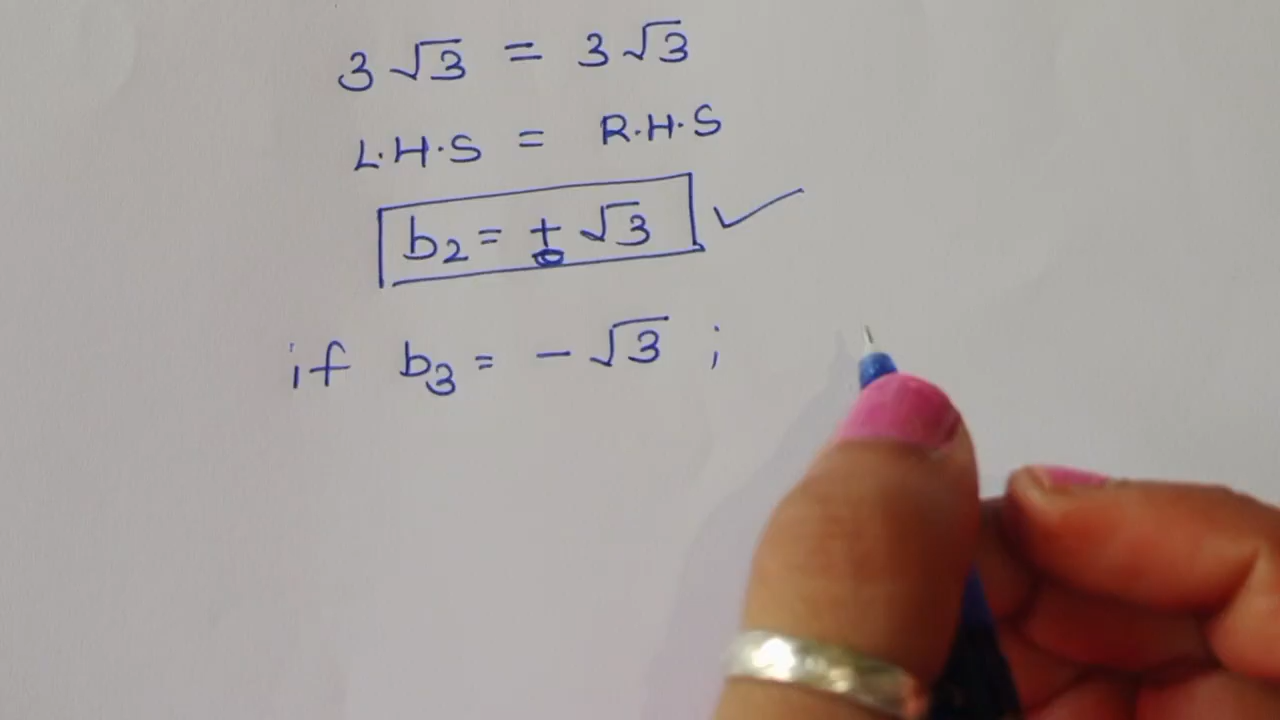 3√3 = 3√3
L.H.S = R.H.S
b₂ = +√3
if b₃ = -√3 ;